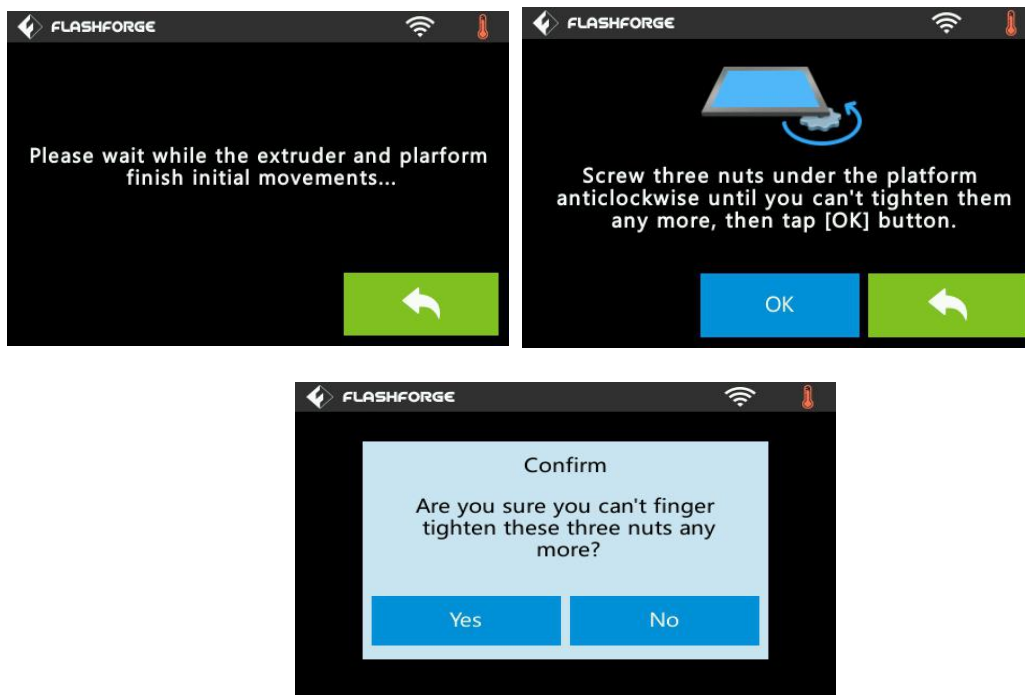 FLASHFORGE
Please wait while the extruder and plarform
finish initial movements...
FLASHFORGE
Screw three nuts under the platform
anticlockwise until you can't tighten them
any more, then tap [OK] button.
OK
FLASHFORGE
Confirm
Are you sure you can't finger
tighten these three nuts any
more?
Yes
No